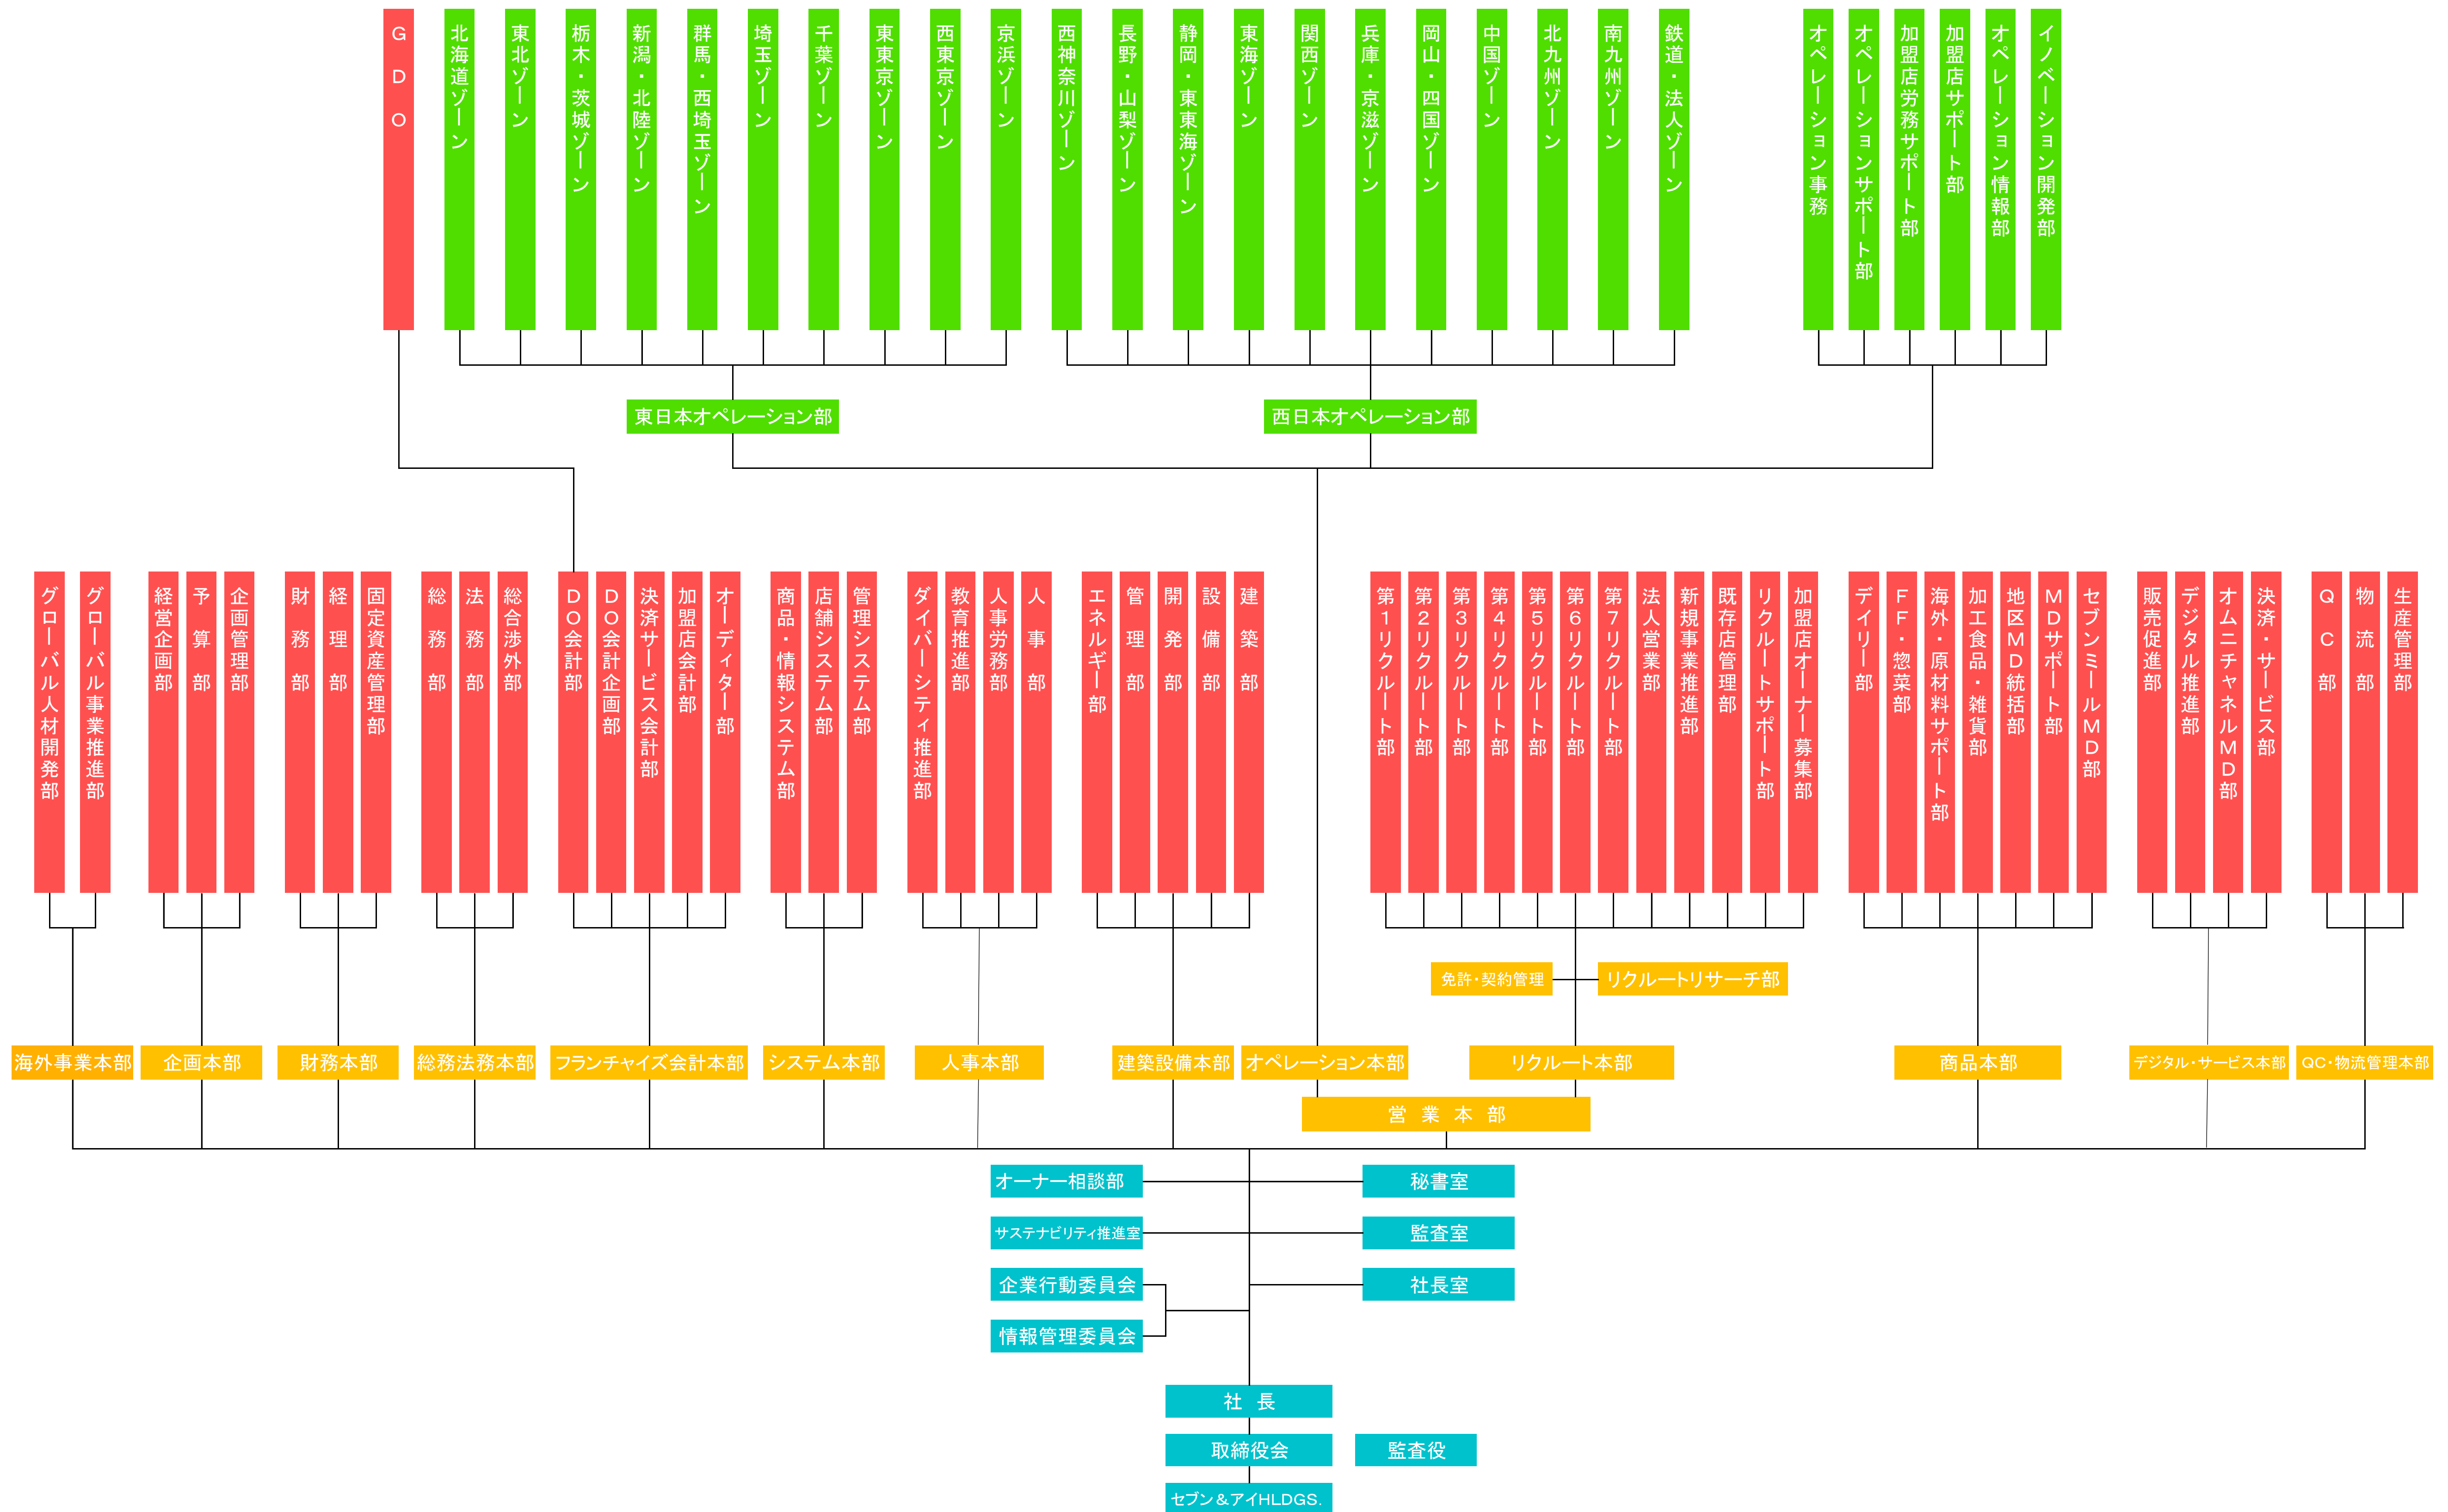 GDO
北海道ゾーン
東北ゾーン
栃木・茨城ゾーン
新潟・北陸ゾーン
群馬・西埼玉ゾーン
埼玉ゾーン
千葉ゾーン
東東京ゾーン
西東京ゾーン
京浜ゾーン
西神奈川ゾーン
長野・山梨ゾーン
静岡・東東海ゾーン
東海ゾーン
関西ゾーン
兵庫・京滋ゾーン
岡山・四国ゾーン
中国ゾーン
北九州ゾーン
南九州ゾーン
鉄道・法人ゾーン
オペレーション事務
オペレーションサポート部
加盟店労務サポート部
加盟店サポート部
オペレーション情報部
イノベーション開発部
東日本オペレーション部
西日本オペレーション部
グローバル人材開発部
グローバル事業推進部
経営企画部
予算部
企画管理部
財務部
経理部
固定資産管理部
総務部
法務部
総合渉外部
DO会計部
DO会計企画部
決済サービス会計部
加盟店会計部
オーディター部
商品・情報システム部
店舗システム部
管理システム部
ダイバーシティ推進部
教育推進部
人事労務部
人事部
エネルギー部
管理部
開発部
設備部
建築部
第1リクルート部
第2リクルート部
第3リクルート部
第4リクルート部
第5リクルート部
第6リクルート部
第7リクルート部
法人営業部
新規事業推進部
既存店管理部
リクルートサポート部
加盟店オーナー募集部
デイリー部
FF・惣菜部
海外・原材料サポート部
加工食品・雑貨部
地区MD統括部
MDサポート部
セブンミールMD部
販売促進部
デジタル推進部
オムニチャネルMD部
決済・サービス部
QC部
物流部
生産管理部
免許・契約管理
リクルートリサーチ部
海外事業本部
企画本部
財務本部
総務法務本部
フランチャイズ会計本部
システム本部
人事本部
建築設備本部
オペレーション本部
リクルート本部
商品本部
デジタル・サービス本部
QC・物流管理本部
営業本部
オーナー相談部
秘書室
サステナビリティ推進室
監査室
企業行動委員会
社長室
情報管理委員会
社長
取締役会
監査役
セブン＆アイHLDGS.